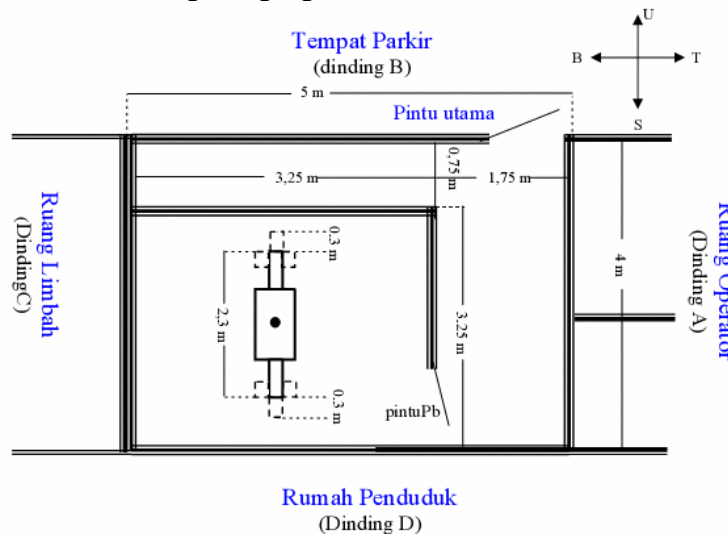 U
B
T
S
Tempat Parkir
(dinding B)
5 m
Pintu utama
3,25 m
0,75 m
1,75 m
Ruang Limbah
(DindingC)
0.3 m
2,3 m
0.3 m
3.25 m
pintuPb
4 m
Ruang Operator
(Dinding A)
Rumah Penduduk
(Dinding D)